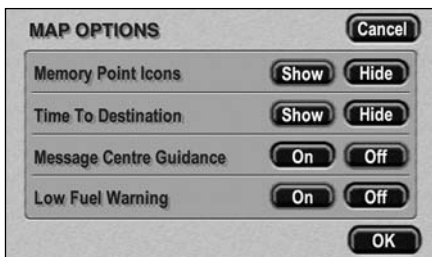 MAP OPTIONS Cancel
Memory Point Icons Show Hide
Time To Destination Show Hide
Message Centre Guidance On Off
Low Fuel Warning On Off
OK